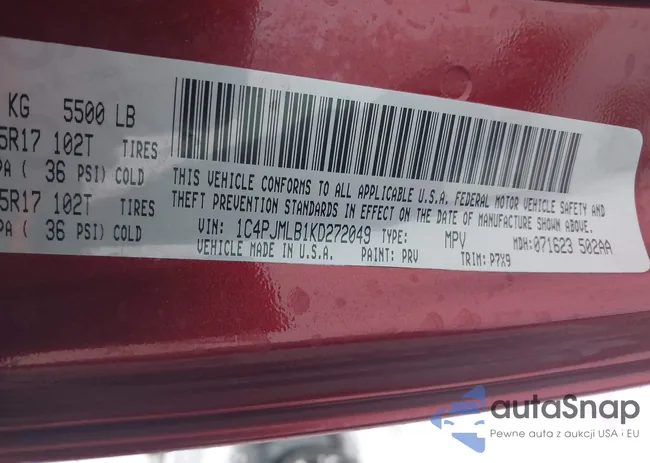 KG 5500 LB
5R17 102T TIRES
PA ( 36 PSI) COLD
5R17 102T TIRES
PA ( 36 PSI) COLD
THIS VEHICLE CONFORMS TO ALL APPLICABLE U.S.A. FEDERAL MOTOR VEHICLE SAFETY AND
THEFT PREVENTION STANDARDS IN EFFECT ON THE DATE OF MANUFACTURE SHOWN ABOVE.
VIN: 1C4PJMLB1KD272049 TYPE: MPV MDH: 071623 502AA
VEHICLE MADE IN U.S.A. PAINT: PRV TRIM: P7X9
autoSnap
Pewne auta z aukcji USA i EU